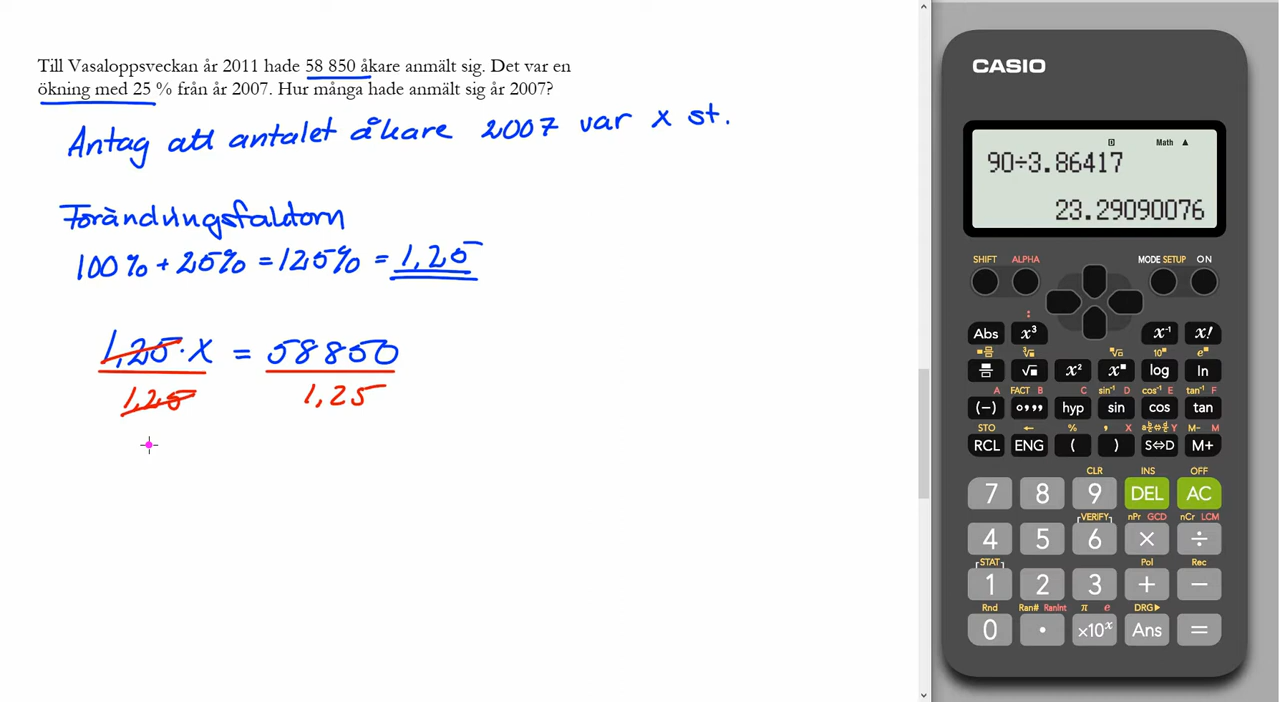 Till Vasaloppsveckan år 2011 hade 58 850 åkare anmält sig. Det var en
ökning med 25 % från år 2007. Hur många hade anmält sig år 2007?
Antag att antalet åkare 2007 var x st.
Förändringsfaktorn
100% + 25% = 125% = 1,25
1,25 · x = 58850
1,25 1,25
CASIO
D Math ▲
90÷3.86417
23.29090076
SHIFT ALPHA MODE SETUP ON
:
Abs x³ x⁻¹ x!
³√ ⁿ√ 10ˣ eˣ
√ x² log ln
A FACT B C sin⁻¹ D cos⁻¹ E tan⁻¹ F
(−) °,,, hyp sin cos tan
STO ← % , X Y M- M
RCL ENG ( ) S⇔D M+
CLR INS OFF
7 8 9 DEL AC
VERIFY nPr GCD nCr LCM
4 5 6 × ÷
STAT Pol Rec
1 2 3 + −
Rnd Ran# RanInt π e DRG▶
0 · ×10ˣ Ans =